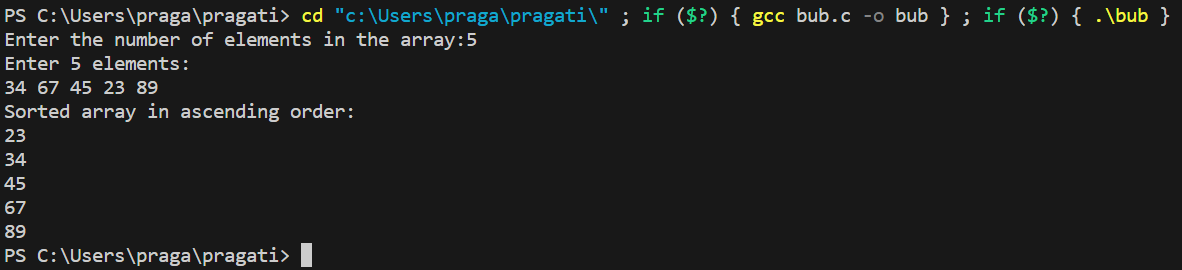 PS C:\Users\praga\pragati> cd "c:\Users\praga\pragati\" ; if ($?) { gcc bub.c -o bub } ; if ($?) { .\bub }
Enter the number of elements in the array:5
Enter 5 elements:
34 67 45 23 89
Sorted array in ascending order:
23
34
45
67
89
PS C:\Users\praga\pragati>